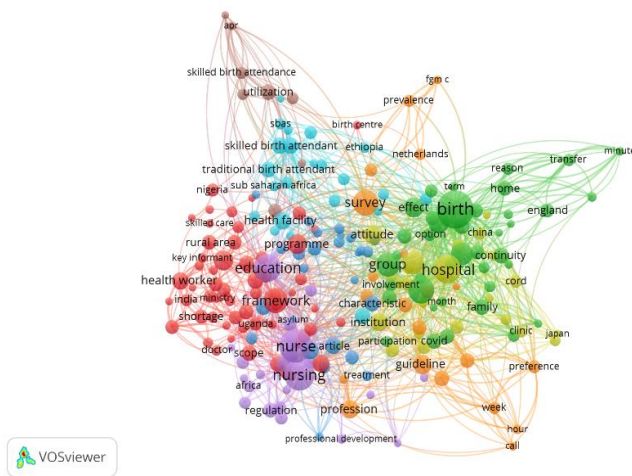 apr
skilled birth attendance
utilization
fgm c
prevalence
sbas
birth centre
skilled birth attendant
ethiopia
netherlands
minute
reason
transfer
traditional birth attendant
sub saharan africa
term
home
nigeria
survey
effect
birth
england
skilled care
health facility
attitude
option
china
rural area
programme
key informant
education
group
hospital
continuity
health worker
involvement
cord
india
ministry
framework
characteristic
month
family
shortage
uganda
asylum
institution
participation
covid
clinic
japan
doctor
scope
nurse
article
africa
nursing
treatment
guideline
preference
regulation
profession
week
professional development
hour
call
VOSviewer